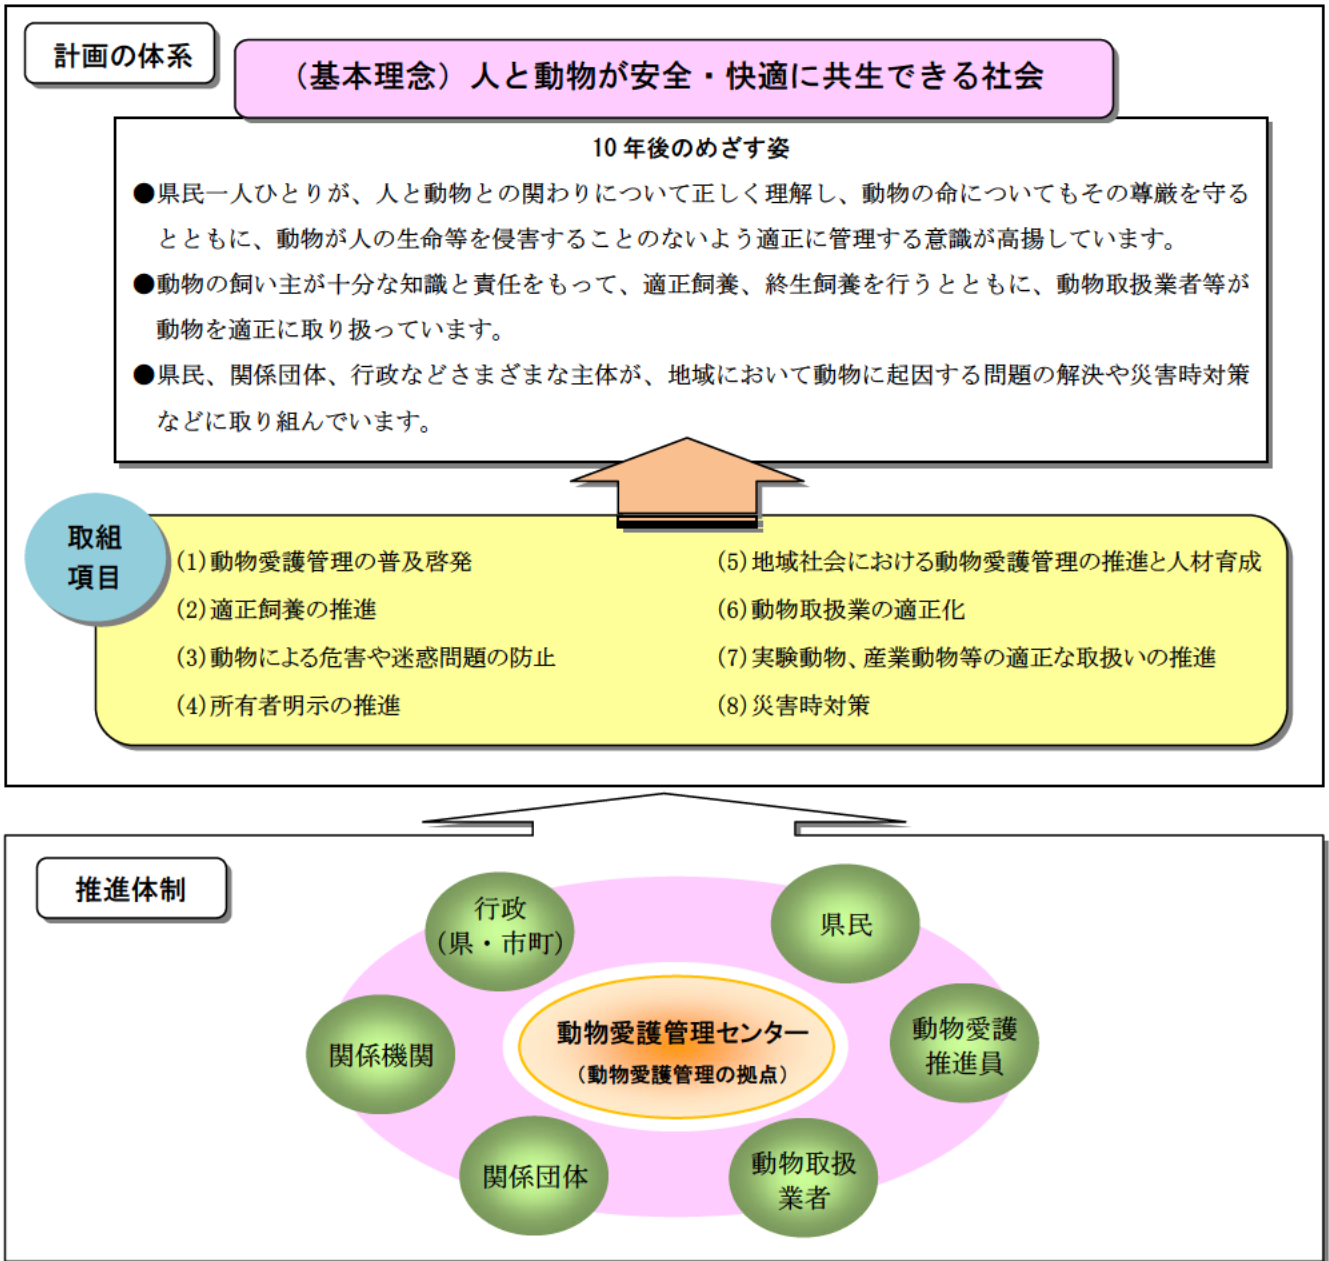 計画の体系
（基本理念）人と動物が安全・快適に共生できる社会
10年後のめざす姿
●県民一人ひとりが、人と動物との関わりについて正しく理解し、動物の命についてもその尊厳を守る
とともに、動物が人の生命等を侵害することのないよう適正に管理する意識が高揚しています。
●動物の飼い主が十分な知識と責任をもって、適正飼養、終生飼養を行うとともに、動物取扱業者等が
動物を適正に取り扱っています。
●県民、関係団体、行政などさまざまな主体が、地域において動物に起因する問題の解決や災害時対策
などに取り組んでいます。
取組
項目
(1)動物愛護管理の普及啓発
(2)適正飼養の推進
(3)動物による危害や迷惑問題の防止
(4)所有者明示の推進
(5)地域社会における動物愛護管理の推進と人材育成
(6)動物取扱業の適正化
(7)実験動物、産業動物等の適正な取扱いの推進
(8)災害時対策
推進体制
行政
（県・市町）
県民
関係機関
動物愛護管理センター
（動物愛護管理の拠点）
動物愛護
推進員
関係団体
動物取扱
業者